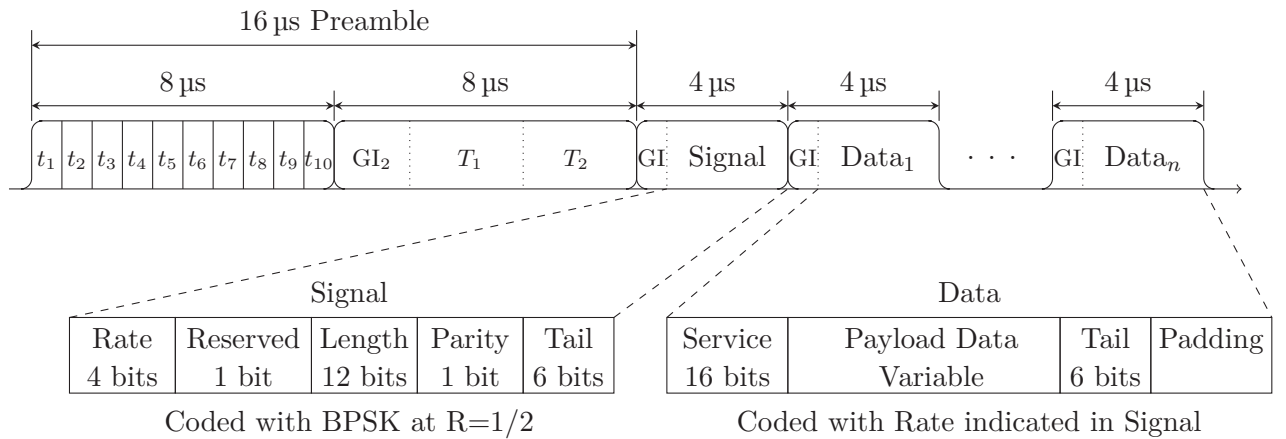 16 µs Preamble
8 µs 8 µs 4 µs 4 µs 4 µs
t1 t2 t3 t4 t5 t6 t7 t8 t9 t10 GI2 T1 T2 GI Signal GI Data1 · · · GI Datan
Signal Data
Rate Reserved Length Parity Tail Service Payload Data Tail Padding
4 bits 1 bit 12 bits 1 bit 6 bits 16 bits Variable 6 bits
Coded with BPSK at R=1/2 Coded with Rate indicated in Signal